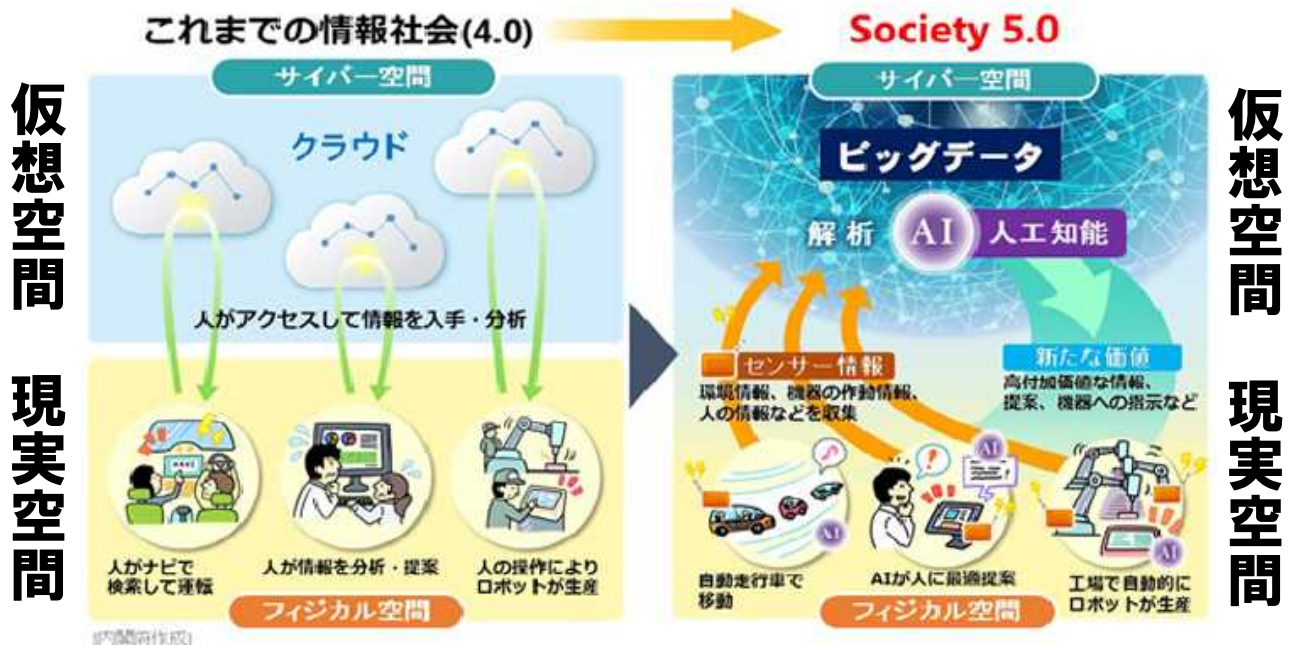 これまでの情報社会(4.0)
Society 5.0
仮想空間
サイバー空間
クラウド
人がアクセスして情報を入手・分析
現実空間
人がナビで
検索して運転
人が情報を分析・提案
人の操作により
ロボットが生産
フィジカル空間
[内閣府作成]
サイバー空間
ビッグデータ
解析
AI
人工知能
センサー情報
環境情報、機器の作動情報、
人の情報などを収集
新たな価値
高付加価値な情報、
提案、機器への指示など
AI
AI
AI
自動走行車で
移動
AIが人に最適提案
工場で自動的に
ロボットが生産
フィジカル空間
仮想空間
現実空間